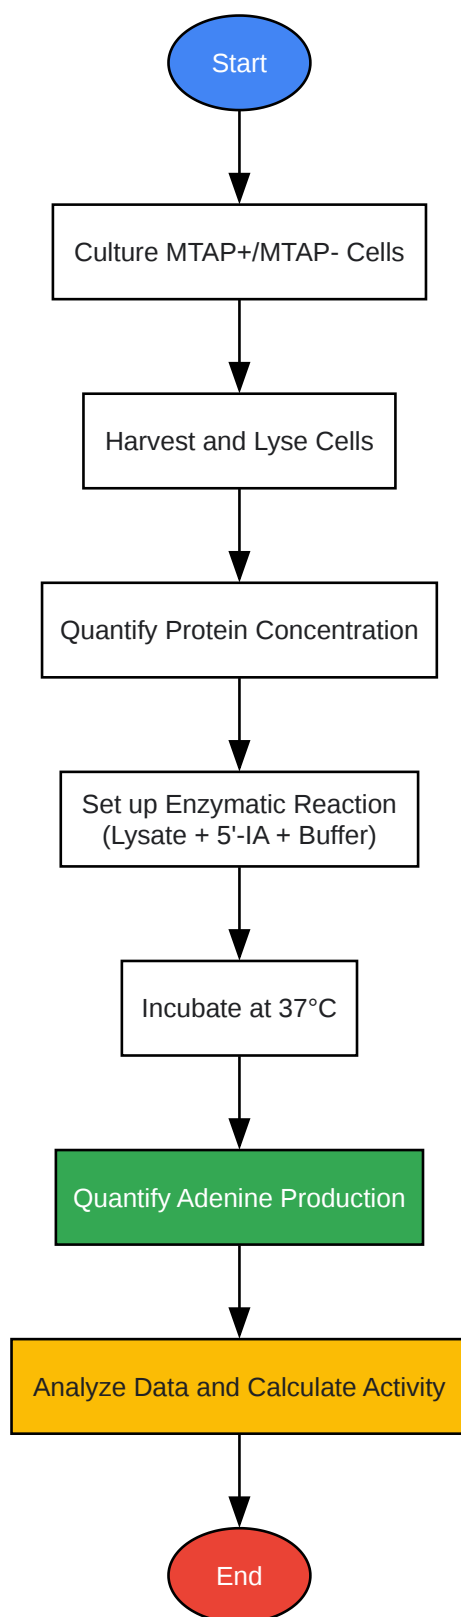 Start
Culture MTAP+/MTAP- Cells
Harvest and Lyse Cells
Quantify Protein Concentration
Set up Enzymatic Reaction
(Lysate + 5'-IA + Buffer)
Incubate at 37°C
Quantify Adenine Production
Analyze Data and Calculate Activity
End